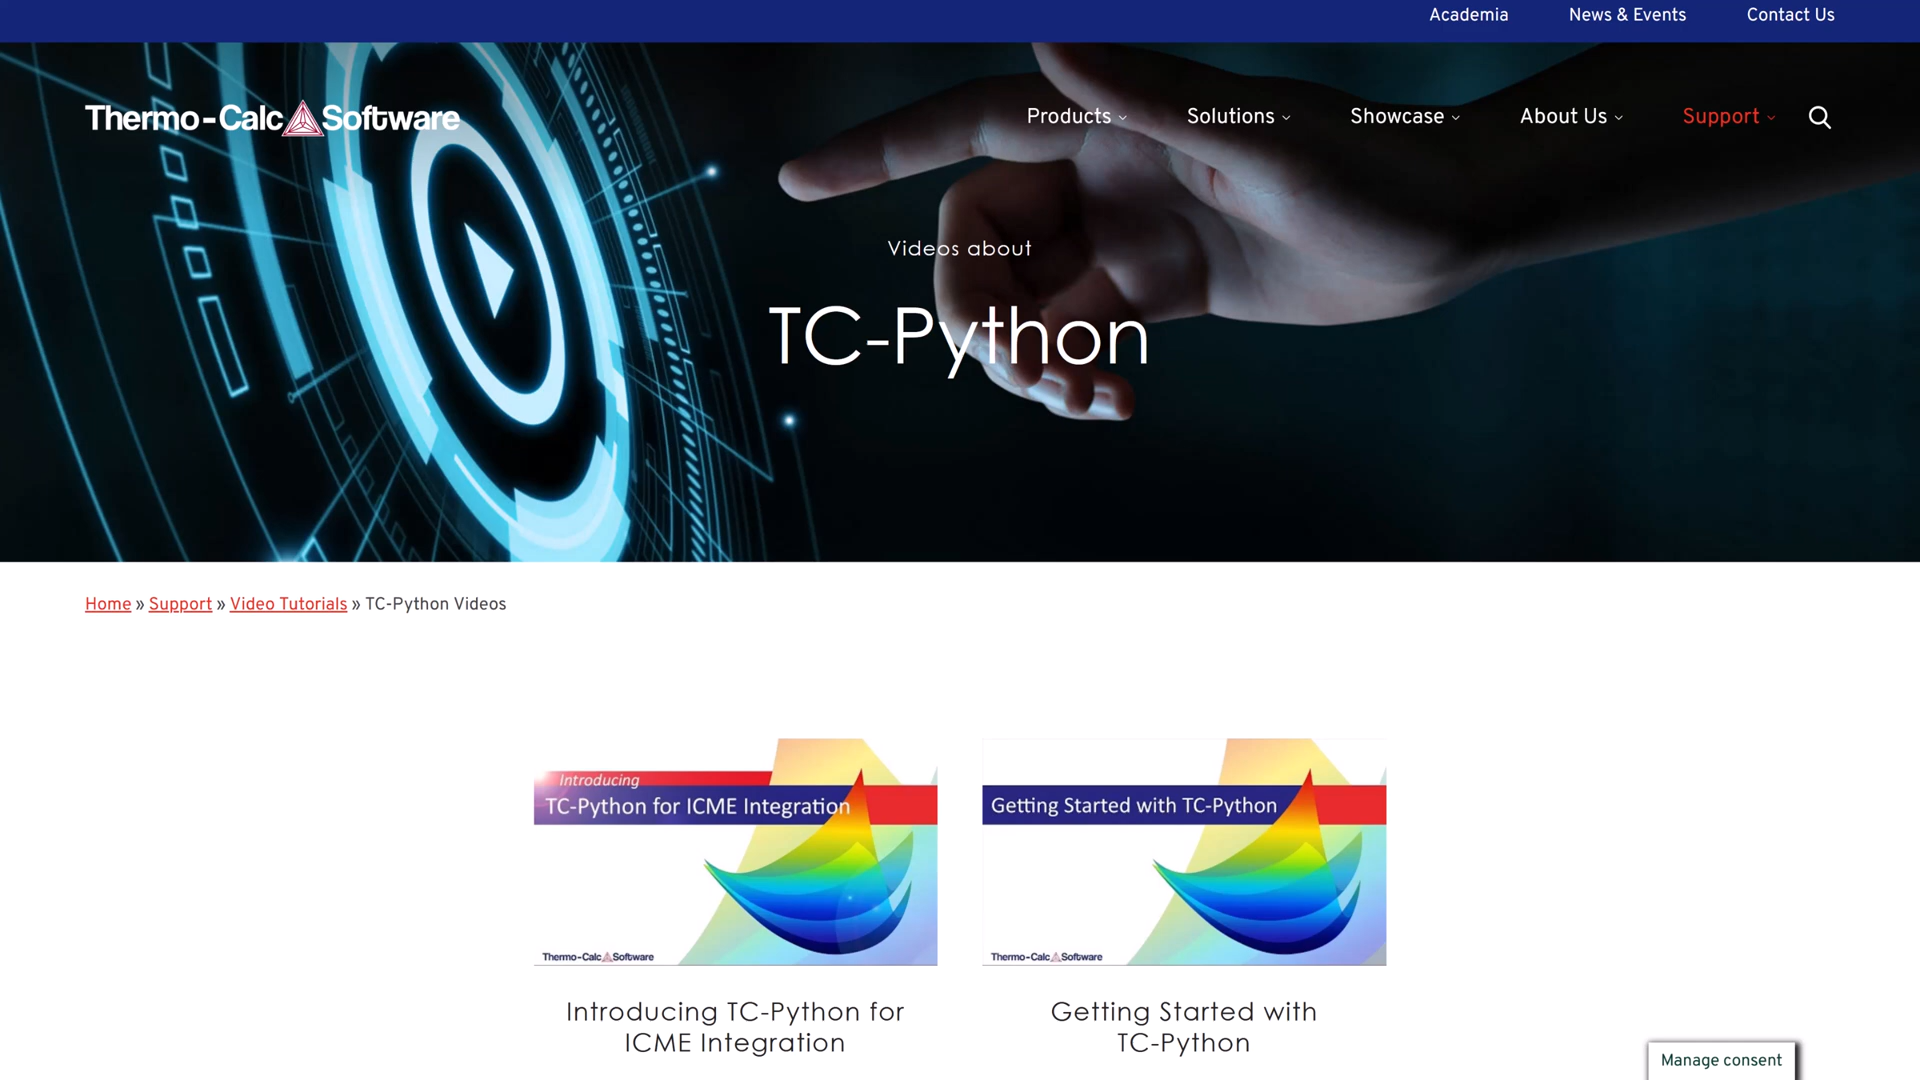 Academia News & Events Contact Us
Thermo-Calc Software Products Solutions Showcase About Us Support
Videos about
TC-Python
Home » Support » Video Tutorials » TC-Python Videos
Introducing
TC-Python for ICME Integration
Thermo-Calc Software
Getting Started with TC-Python
Thermo-Calc Software
Introducing TC-Python for
ICME Integration
Getting Started with
TC-Python
Manage consent